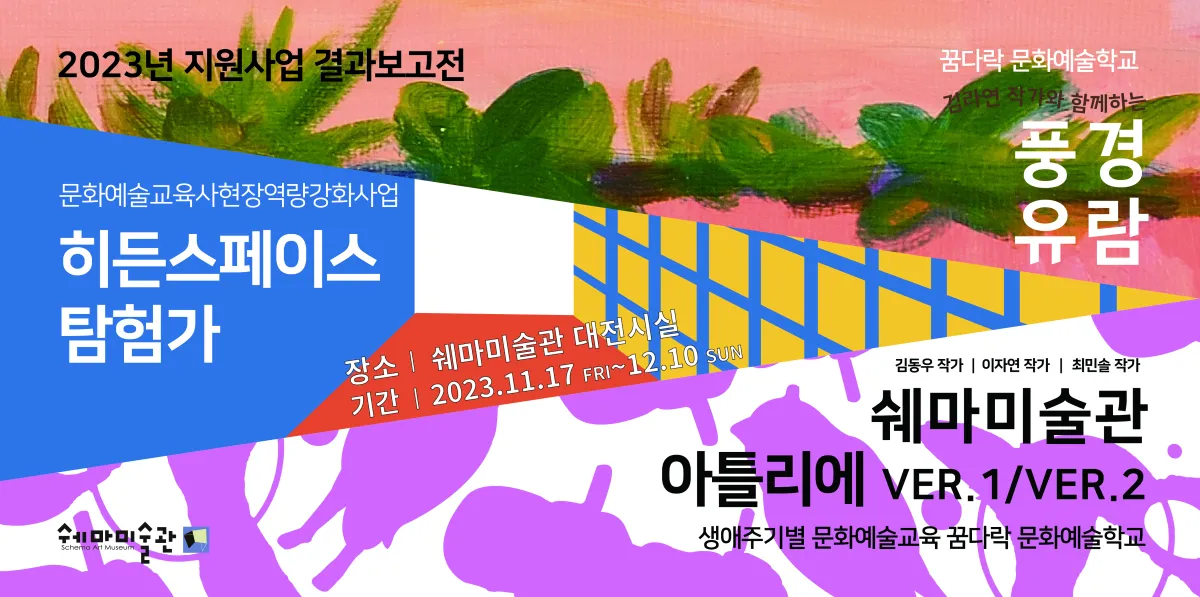 2023년 지원사업 결과보고전
꿈다락 문화예술학교
김라연 작가와 함께하는
풍경
유람
문화예술교육사현장역량강화사업
히든스페이스
탐험가
장소 | 쉐마미술관 대전시실
기간 | 2023.11.17 FRI~12.10 SUN
김동우 작가 | 이자연 작가 | 최민솔 작가
쉐마미술관
아틀리에 VER.1/VER.2
생애주기별 문화예술교육 꿈다락 문화예술학교
쉐마미술관
Schema Art Museum